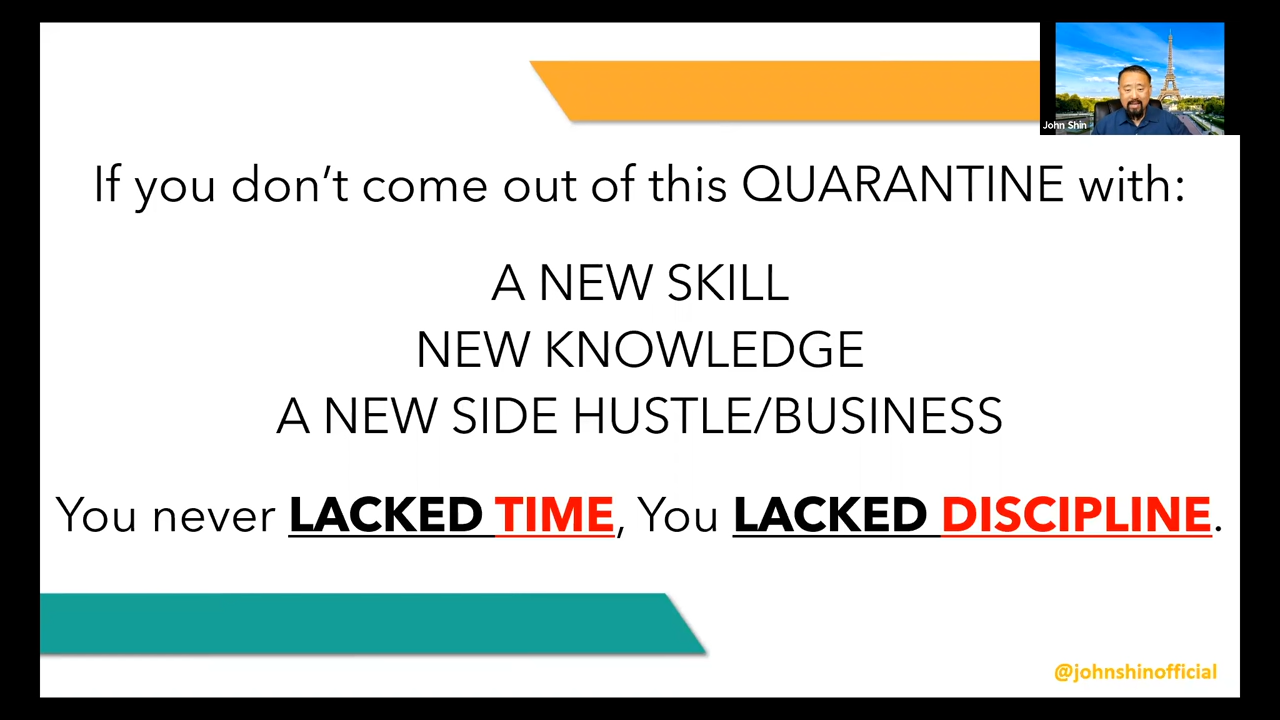 John Shin
If you don't come out of this QUARANTINE with:
A NEW SKILL
NEW KNOWLEDGE
A NEW SIDE HUSTLE/BUSINESS
You never LACKED TIME, You LACKED DISCIPLINE.
@johnshinofficial